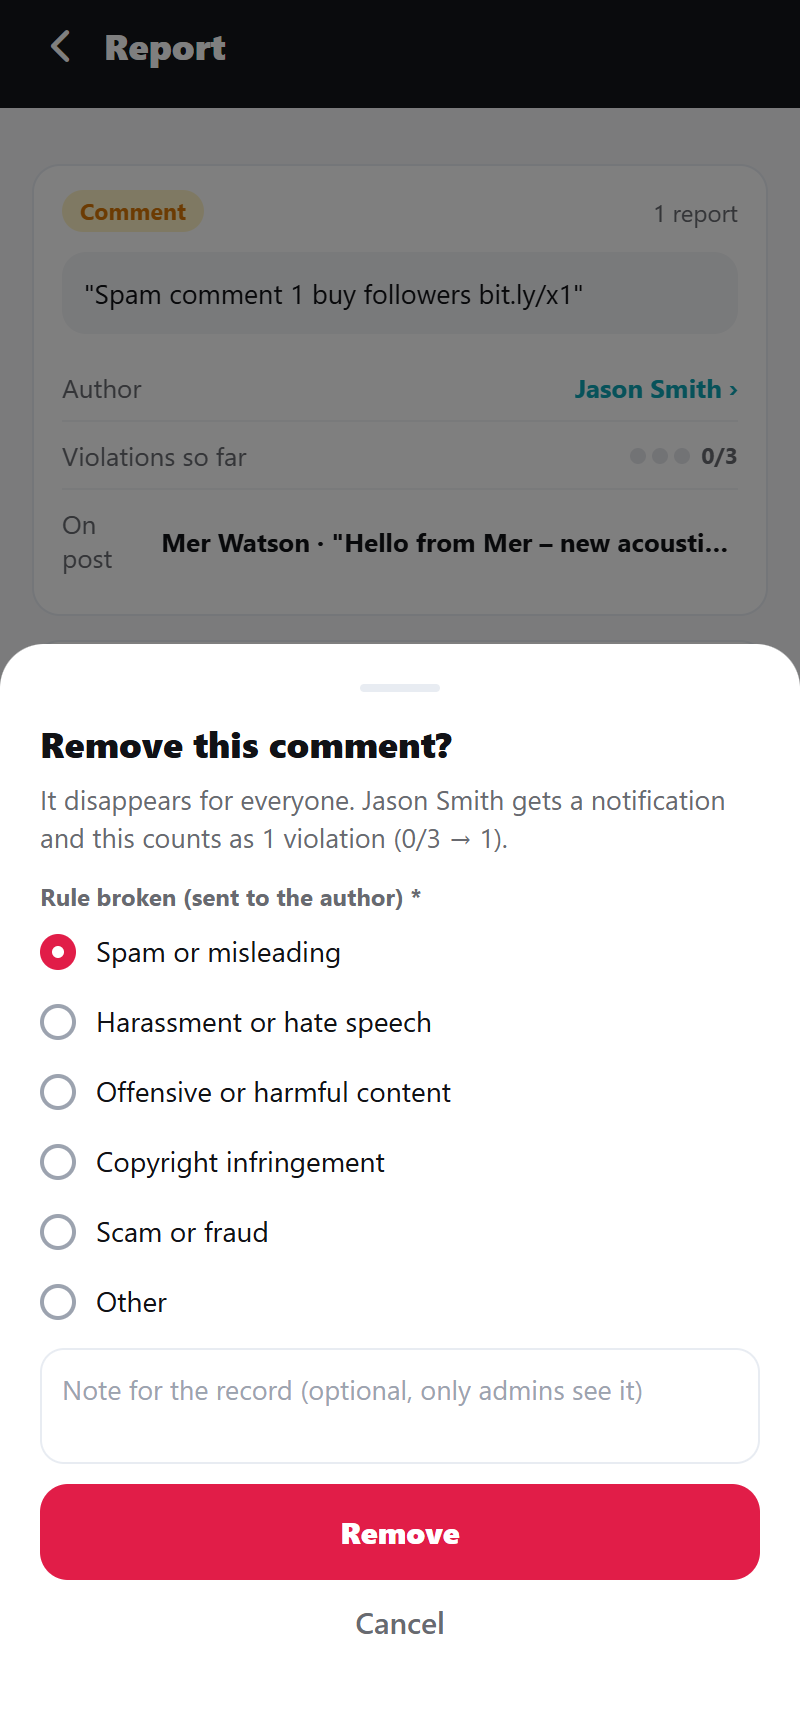 Report
Comment
1 report
"Spam comment 1 buy followers bit.ly/x1"
Author
Jason Smith ›
Violations so far
0/3
On
post
Mer Watson · "Hello from Mer – new acousti...
Remove this comment?
It disappears for everyone. Jason Smith gets a notification
and this counts as 1 violation (0/3 → 1).
Rule broken (sent to the author) *
Spam or misleading
Harassment or hate speech
Offensive or harmful content
Copyright infringement
Scam or fraud
Other
Note for the record (optional, only admins see it)
Remove
Cancel